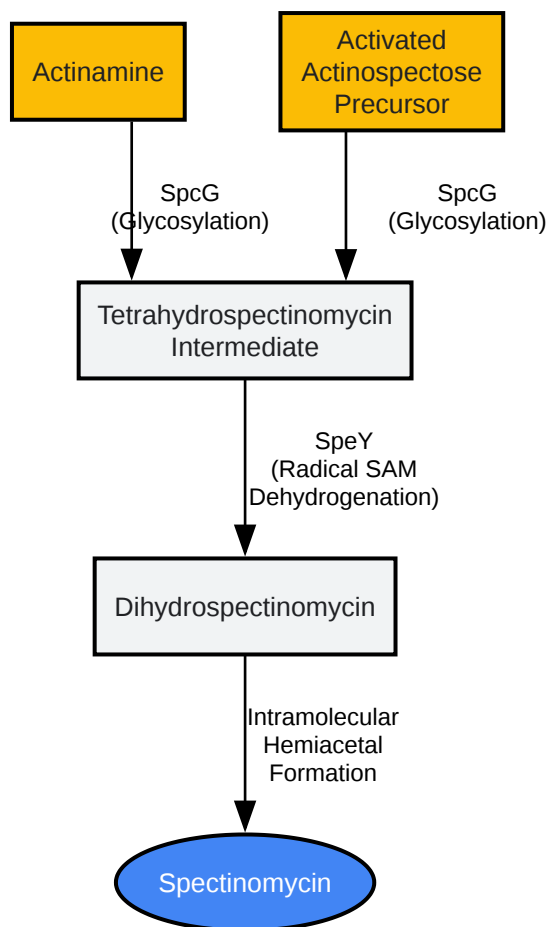 Actinamine
Activated
Actinospectose
Precursor
SpcG
(Glycosylation)
SpcG
(Glycosylation)
Tetrahydrospectinomycin
Intermediate
SpeY
(Radical SAM
Dehydrogenation)
Dihydrospectinomycin
Intramolecular
Hemiacetal
Formation
Spectinomycin